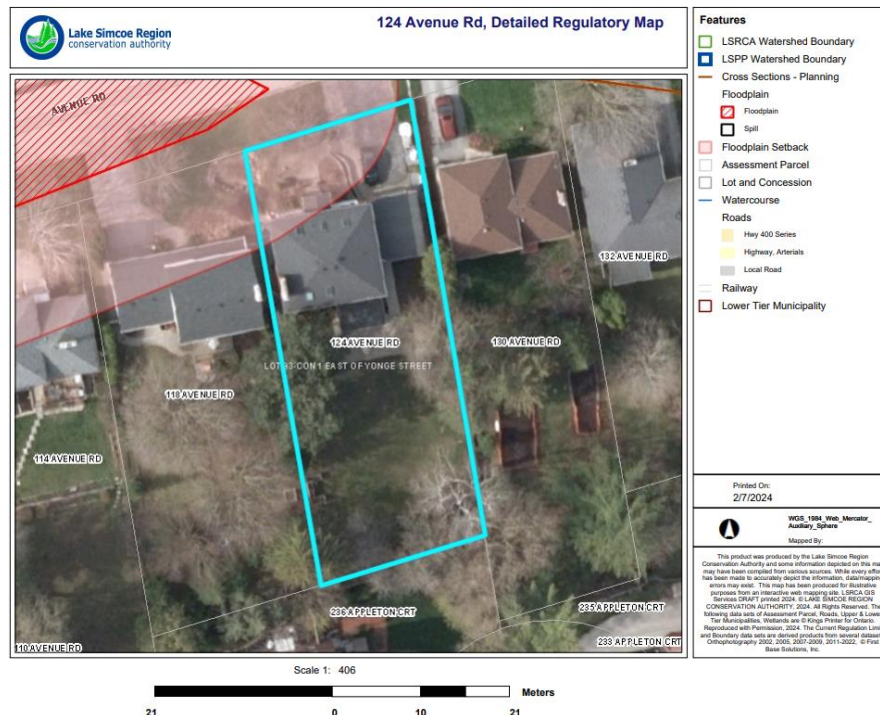 Lake Simcoe Region
conservation authority
124 Avenue Rd, Detailed Regulatory Map
AVENUE RD
132 AVENUE RD
124 AVENUE RD
130 AVENUE RD
LOT 93-CON 1 EAST OF YONGE STREET
118 AVENUE RD
114 AVENUE RD
236 APPLETON CRT
235 APPLETON CRT
233 APPLETON CRT
110 AVENUE RD
Features
LSRCA Watershed Boundary
LSPP Watershed Boundary
Cross Sections - Planning
Floodplain
Floodplain
Spill
Floodplain Setback
Assessment Parcel
Lot and Concession
Watercourse
Roads
Hwy 400 Series
Highway, Arterials
Local Road
Railway
Lower Tier Municipality
Printed On:
2/7/2024
WGS_1984_Web_Mercator_
Auxiliary_Sphere
Mapped By:
This product was produced by the Lake Simcoe Region
Conservation Authority and some information depicted on this map
may have been compiled from various sources. While every effort
has been made to accurately depict the information, data/mapping
errors may exist. This map has been produced for illustrative
purposes from an interactive web mapping site. LSRCA GIS
Services DRAFT printed 2024. © LAKE SIMCOE REGION
CONSERVATION AUTHORITY, 2024. All Rights Reserved. The
following data sets of Assessment Parcel, Roads, Upper & Lower
Tier Municipalities, Wetlands are © Kings Printer for Ontario.
Reproduced with Permission, 2024. The Current Regulation Limit
and Boundary data sets are derived products from several datasets.
Orthophotography 2002, 2005, 2007-2009, 2011-2022, © First
Base Solutions, Inc.
Scale 1: 406
Meters
21 0 10 21